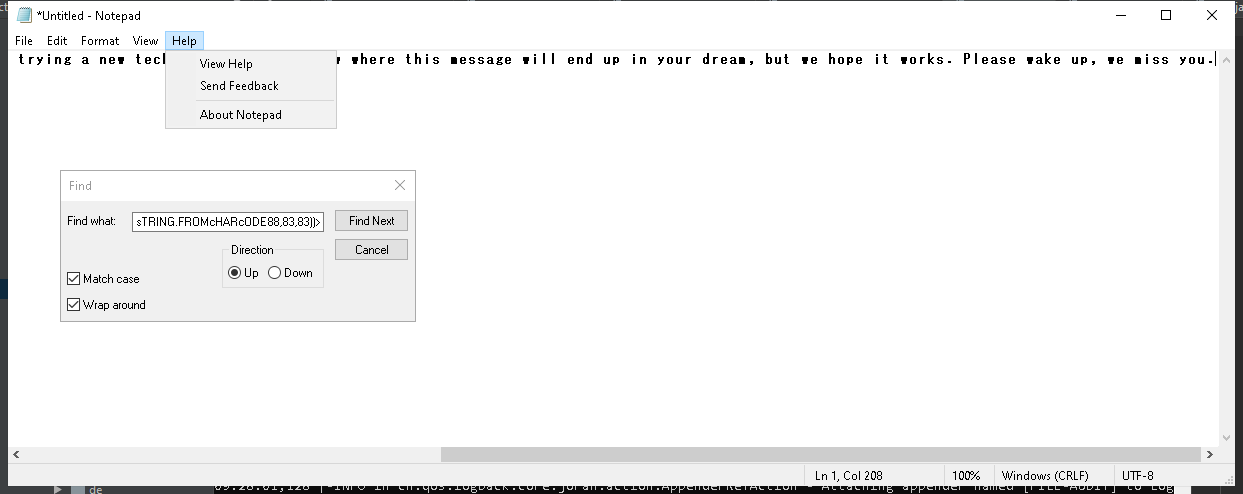 *Untitled - Notepad
File Edit Format View Help
trying a new tec where this message will end up in your dream, but we hope it works. Please wake up, we miss you.
View Help
Send Feedback
About Notepad
Find
Find what: sTRING.FROMcHARcODE88,83,83))> Find Next
Direction Cancel
Up Down
Match case
Wrap around
Ln 1, Col 208 100% Windows (CRLF) UTF-8
de 09:28:01,128 |-INFO in ch.qos.logback.core.joran.action.AppenderRefAction - Attaching appender named [FILE-AUDIT] to Log